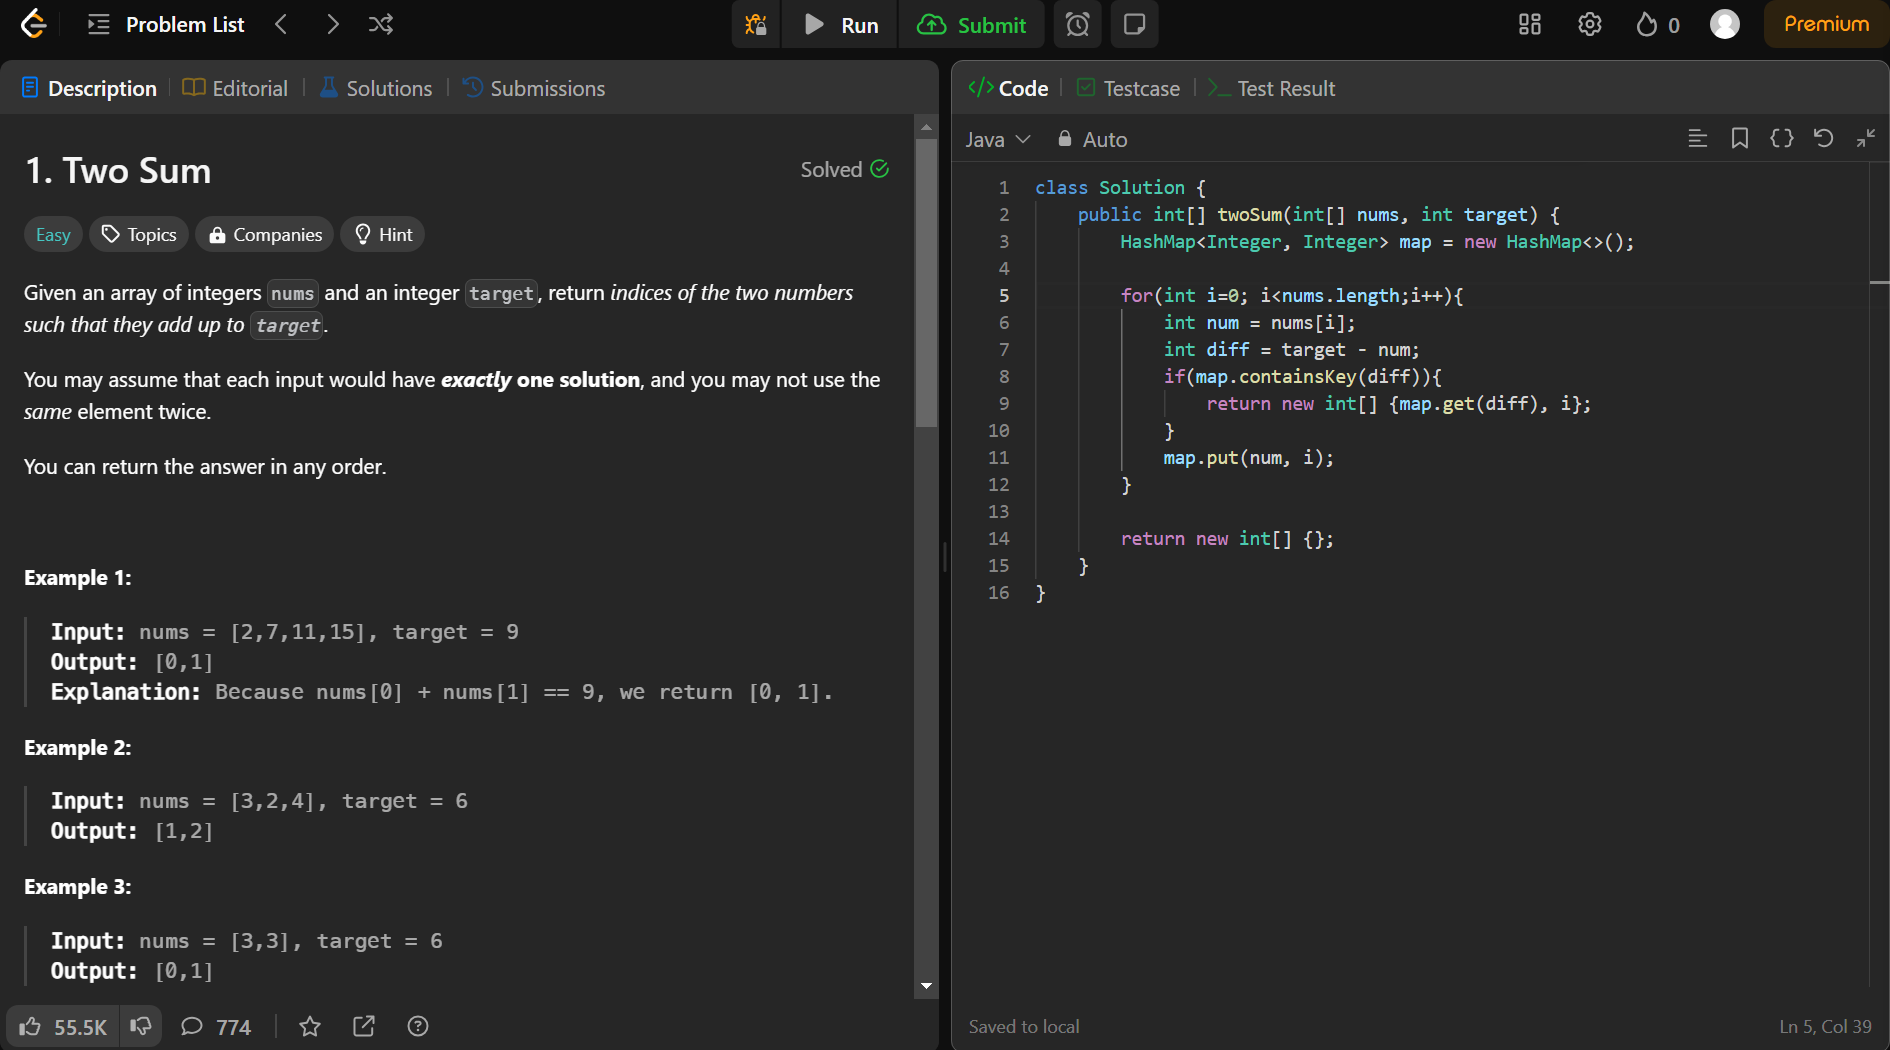 Problem List
Run
Submit
0
Premium
Description
Editorial
Solutions
Submissions
1. Two Sum
Solved
Easy
Topics
Companies
Hint
Given an array of integers nums and an integer target, return indices of the two numbers
such that they add up to target.
You may assume that each input would have exactly one solution, and you may not use the
same element twice.
You can return the answer in any order.
Example 1:
Input: nums = [2,7,11,15], target = 9
Output: [0,1]
Explanation: Because nums[0] + nums[1] == 9, we return [0, 1].
Example 2:
Input: nums = [3,2,4], target = 6
Output: [1,2]
Example 3:
Input: nums = [3,3], target = 6
Output: [0,1]
55.5K
774
</> Code
Testcase
Test Result
Java
Auto
1 class Solution {
2     public int[] twoSum(int[] nums, int target) {
3         HashMap<Integer, Integer> map = new HashMap<>();
4
5         for(int i=0; i<nums.length;i++){
6             int num = nums[i];
7             int diff = target - num;
8             if(map.containsKey(diff)){
9                 return new int[] {map.get(diff), i};
10             }
11             map.put(num, i);
12         }
13
14         return new int[] {};
15     }
16 }
Saved to local
Ln 5, Col 39